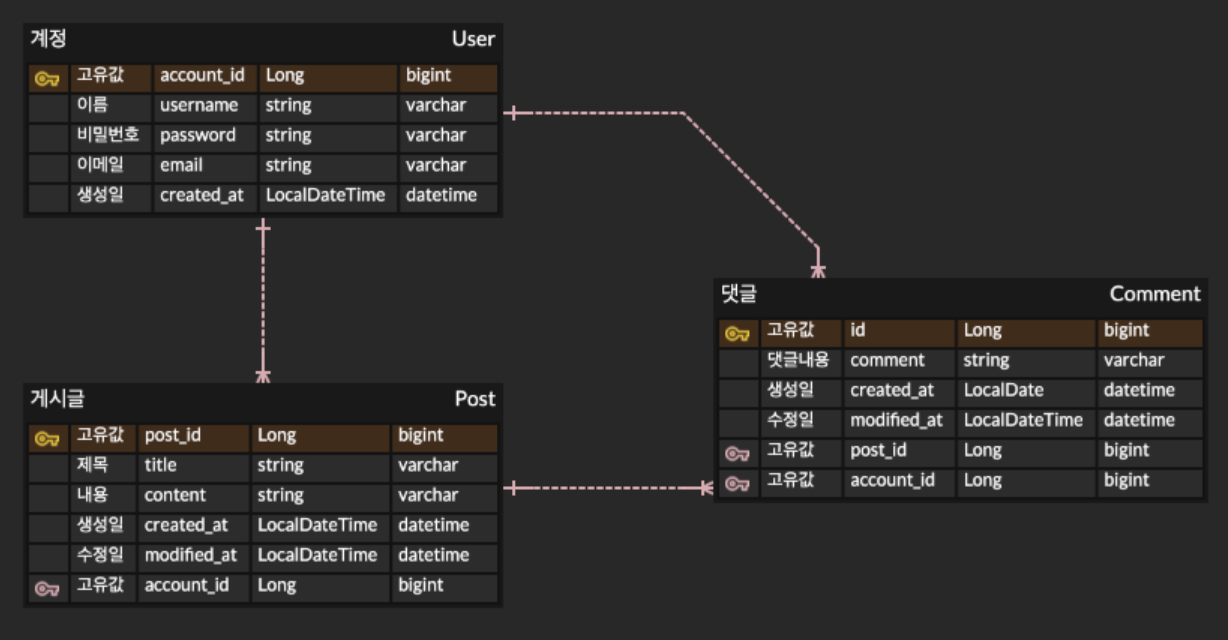 계정 User
고유값 account_id Long bigint
이름 username string varchar
비밀번호 password string varchar
이메일 email string varchar
생성일 created_at LocalDateTime datetime
댓글 Comment
고유값 id Long bigint
댓글내용 comment string varchar
생성일 created_at LocalDate datetime
수정일 modified_at LocalDateTime datetime
고유값 post_id Long bigint
고유값 account_id Long bigint
게시글 Post
고유값 post_id Long bigint
제목 title string varchar
내용 content string varchar
생성일 created_at LocalDateTime datetime
수정일 modified_at LocalDateTime datetime
고유값 account_id Long bigint